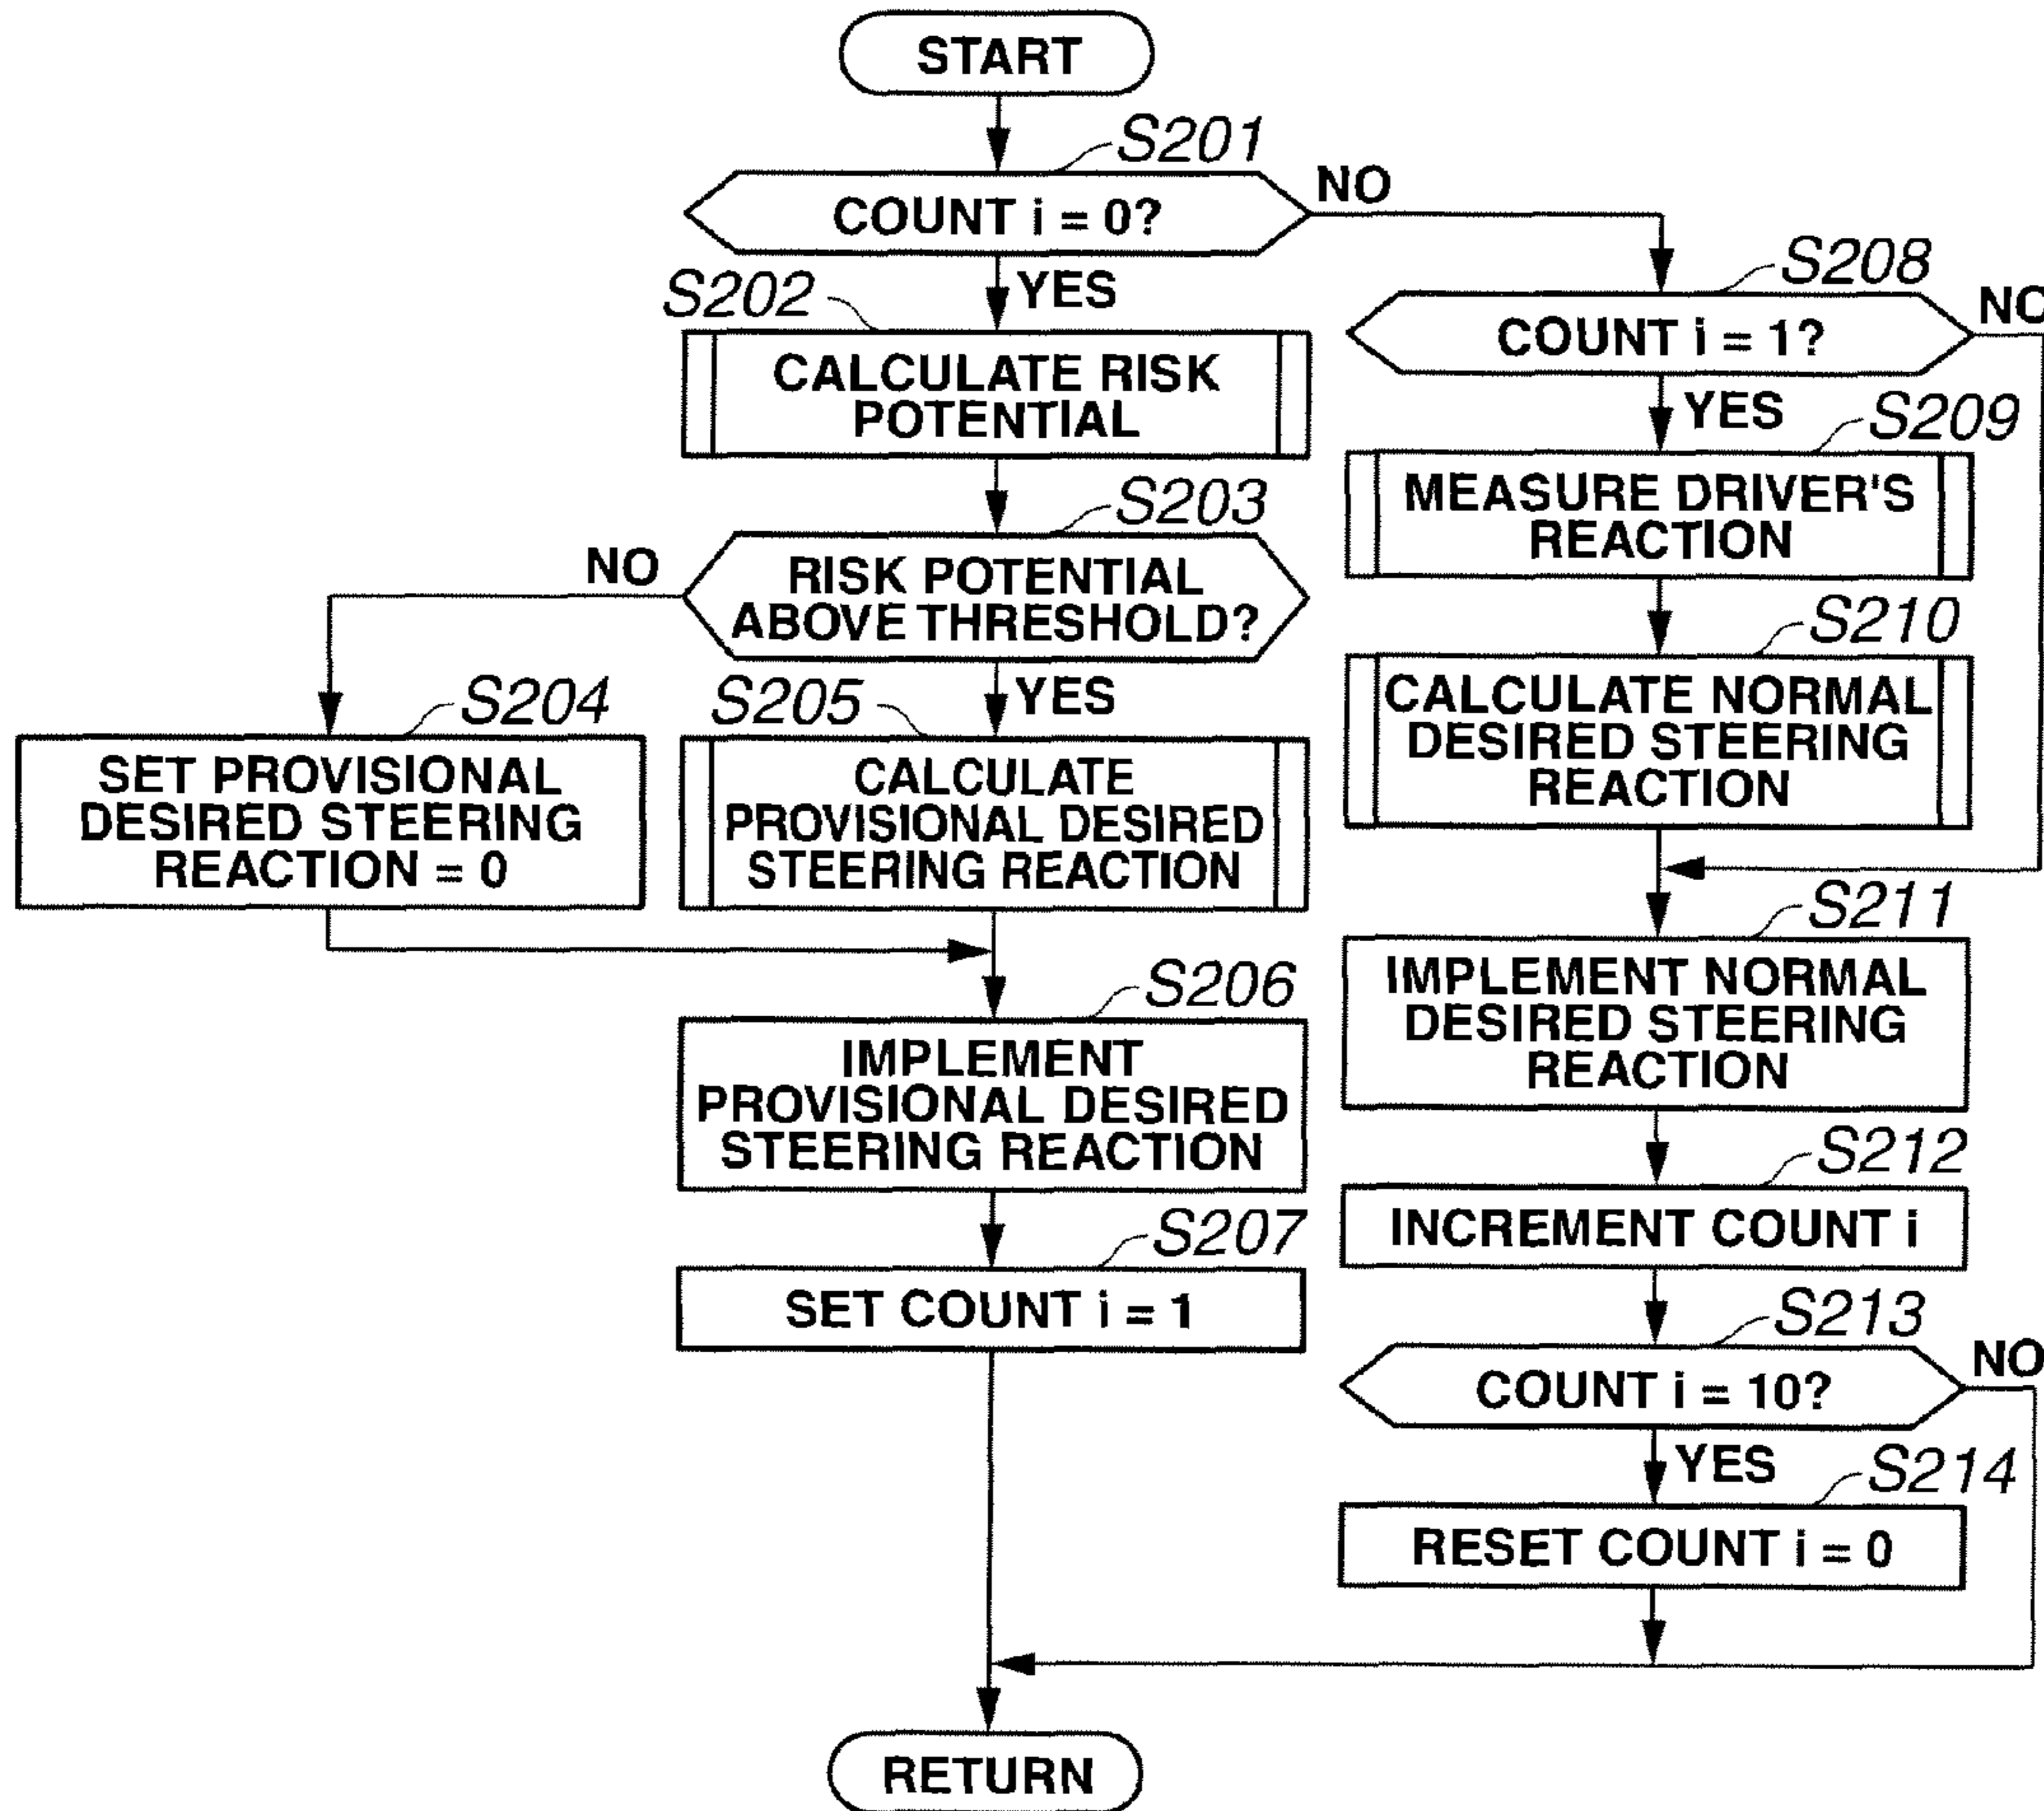 START
S201
COUNT i = 0?
NO
YES
S202
CALCULATE RISK
POTENTIAL
S203
RISK POTENTIAL
ABOVE THRESHOLD?
NO
YES
S204
SET PROVISIONAL
DESIRED STEERING
REACTION = 0
S205
CALCULATE
PROVISIONAL DESIRED
STEERING REACTION
S206
IMPLEMENT
PROVISIONAL DESIRED
STEERING REACTION
S207
SET COUNT i = 1
S208
COUNT i = 1?
NO
YES
S209
MEASURE DRIVER'S
REACTION
S210
CALCULATE NORMAL
DESIRED STEERING
REACTION
S211
IMPLEMENT NORMAL
DESIRED STEERING
REACTION
S212
INCREMENT COUNT i
S213
COUNT i = 10?
NO
YES
S214
RESET COUNT i = 0
RETURN